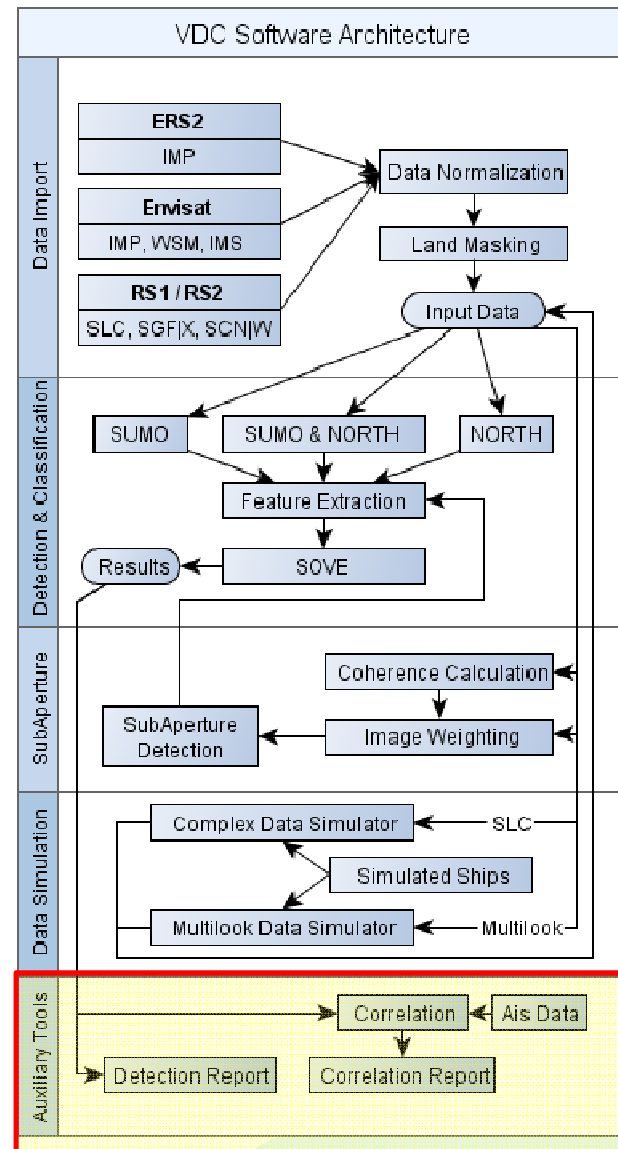 VDC Software Architecture
Data Import
ERS2
IMP
Envisat
IMP, WSM, IMS
RS1 / RS2
SLC, SGF|X, SCN|W
Data Normalization
Land Masking
Input Data
Detection & Classification
SUMO
SUMO & NORTH
NORTH
Feature Extraction
SOVE
Results
SubAperture
Coherence Calculation
Image Weighting
SubAperture
Detection
Data Simulation
Complex Data Simulator
SLC
Simulated Ships
Multilook Data Simulator
Multilook
Auxiliary Tools
Correlation
Ais Data
Detection Report
Correlation Report